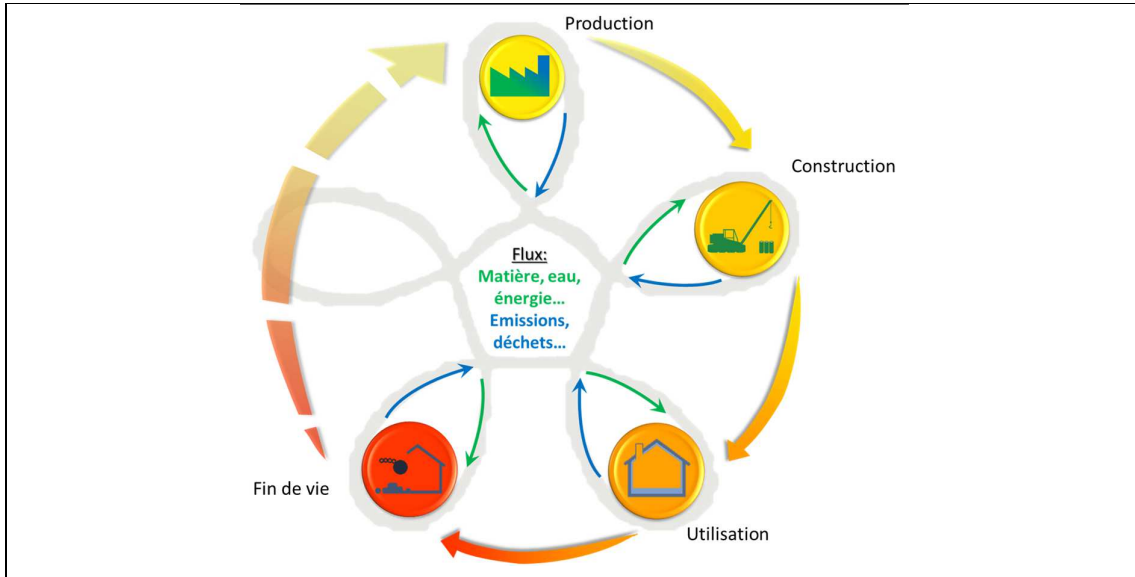 Production
Construction
Flux:
Matière, eau,
énergie...
Emissions,
déchets...
Fin de vie
Utilisation